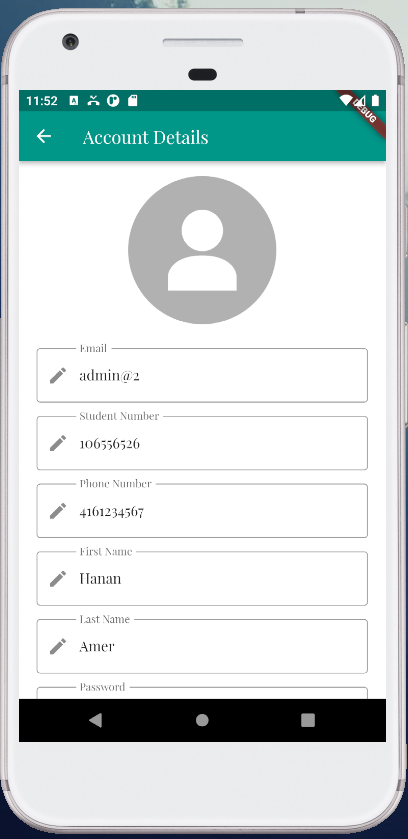 11:52
DEBUG
Account Details
Email
admin@2
Student Number
106556526
Phone Number
4161234567
First Name
Hanan
Last Name
Amer
Password